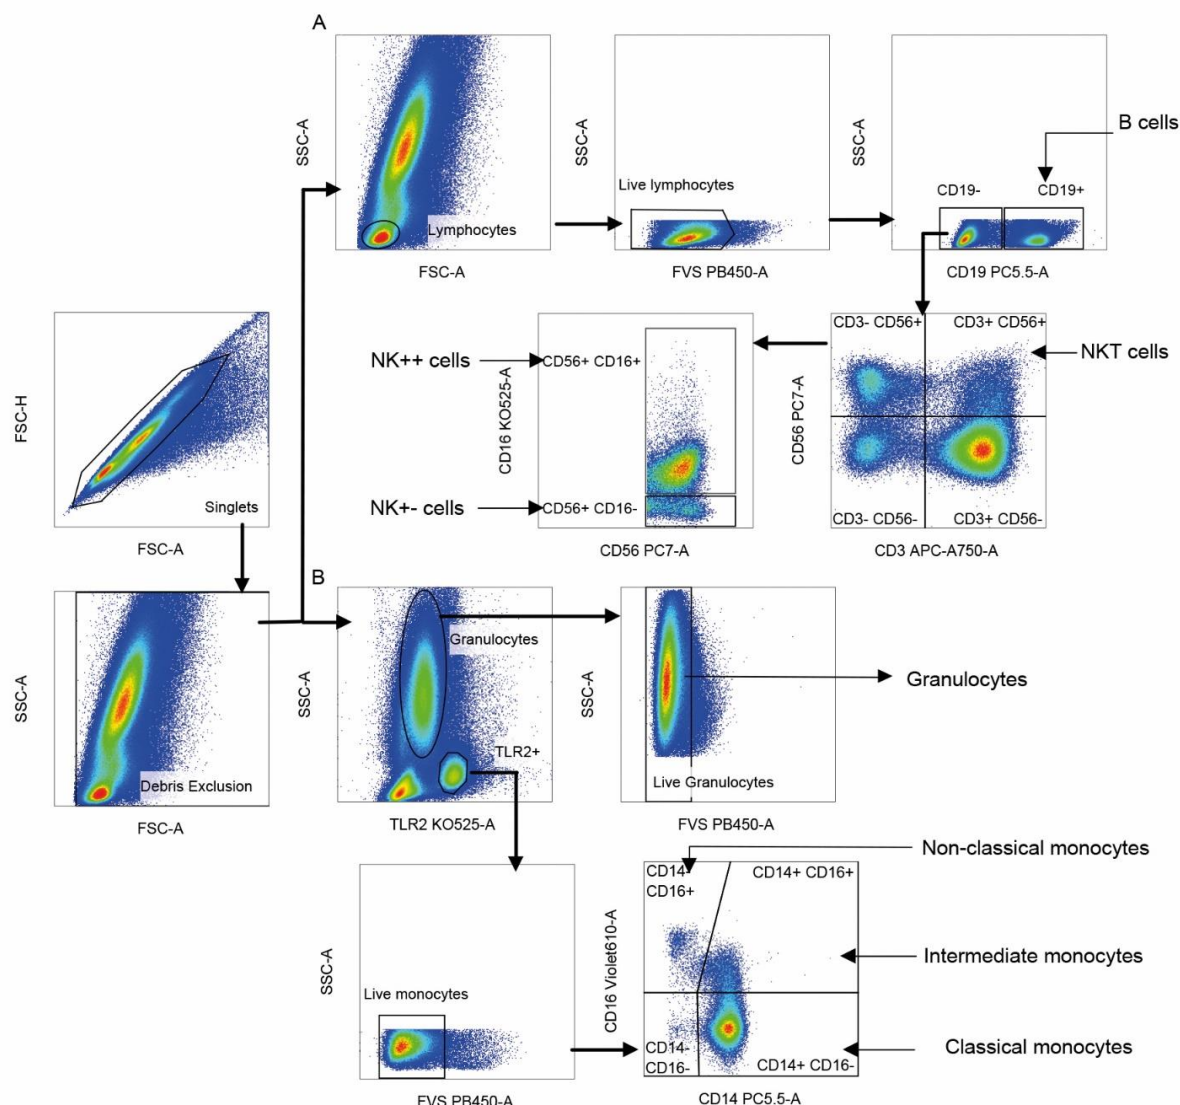 A
SSC-A
Lymphocytes
FSC-A
SSC-A
Live lymphocytes
FVS PB450-A
SSC-A
B cells
CD19-
CD19+
CD19 PC5.5-A
FSC-H
Singlets
FSC-A
NK++ cells
CD56+ CD16+
CD16 KO525-A
NK+- cells
CD56+ CD16-
CD56 PC7-A
CD3- CD56+
CD3+ CD56+
NKT cells
CD56 PC7-A
CD3- CD56-
CD3+ CD56-
CD3 APC-A750-A
SSC-A
Debris Exclusion
FSC-A
B
SSC-A
Granulocytes
TLR2+
TLR2 KO525-A
SSC-A
Granulocytes
Live Granulocytes
FVS PB450-A
SSC-A
Live monocytes
FVS PB450-A
CD14-
CD16+
CD14+ CD16+
Non-classical monocytes
CD16 Violet610-A
Intermediate monocytes
CD14-
CD16-
CD14+ CD16-
Classical monocytes
CD14 PC5.5-A